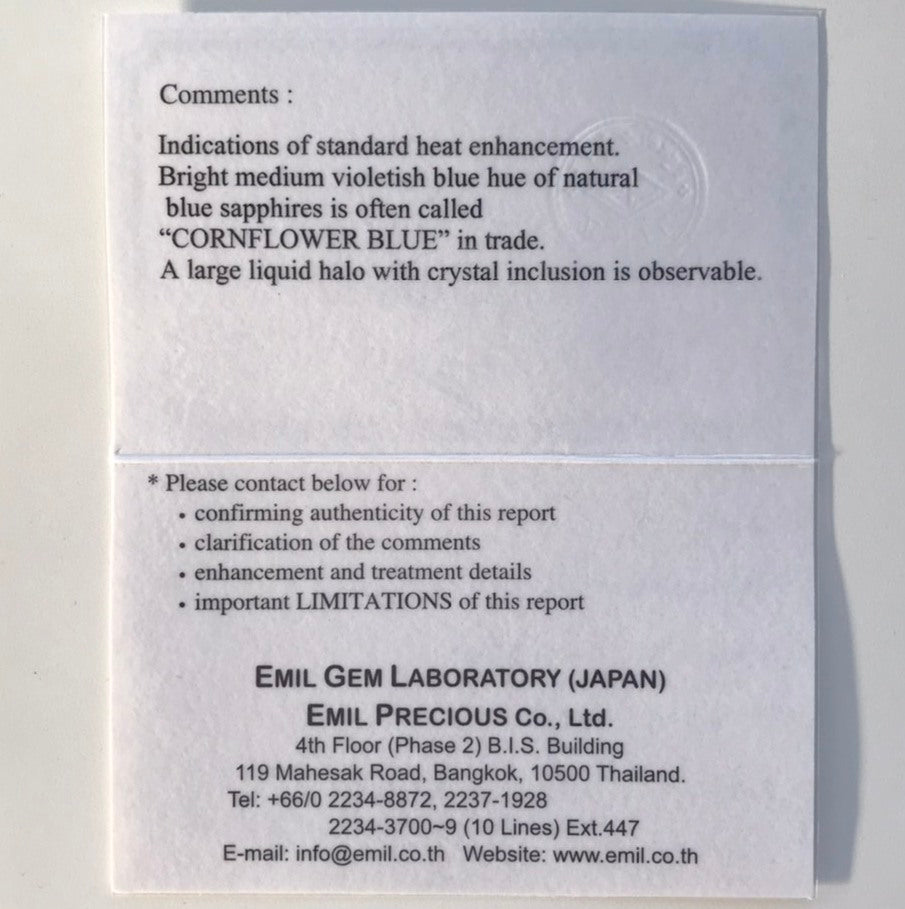 Comments :
Indications of standard heat enhancement.
Bright medium violetish blue hue of natural
blue sapphires is often called
“CORNFLOWER BLUE” in trade.
A large liquid halo with crystal inclusion is observable.
* Please contact below for :
• confirming authenticity of this report
• clarification of the comments
• enhancement and treatment details
• important LIMITATIONS of this report
EMIL GEM LABORATORY (JAPAN)
EMIL PRECIOUS Co., Ltd.
4th Floor (Phase 2) B.I.S. Building
119 Mahesak Road, Bangkok, 10500 Thailand.
Tel: +66/0 2234-8872, 2237-1928
2234-3700~9 (10 Lines) Ext.447
E-mail: info@emil.co.th Website: www.emil.co.th